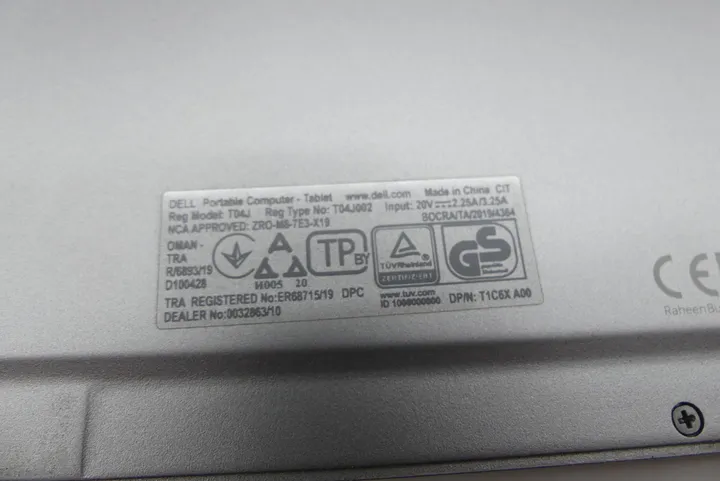 DELL Portable Computer - Tablet www.dell.com Made in China CIT
Reg Model: T04J Reg Type No: T04J002 Input: 20V 2.25A/3.25A
NCA APPROVED: ZRO-M8-7E3-X19 BOCRA/TA/2019/4384
OMAN -
TRA
R/6893/19
D100428
H005 20
TP BY
TÜVRheinland
ZERTIFIZIERT
www.tuv.com
ID 1000000000
GS
TRA REGISTERED No:ER68715/19 DPC
DP/N: T1C6X A00
DEALER No:0032863/10
CE
RaheenBu